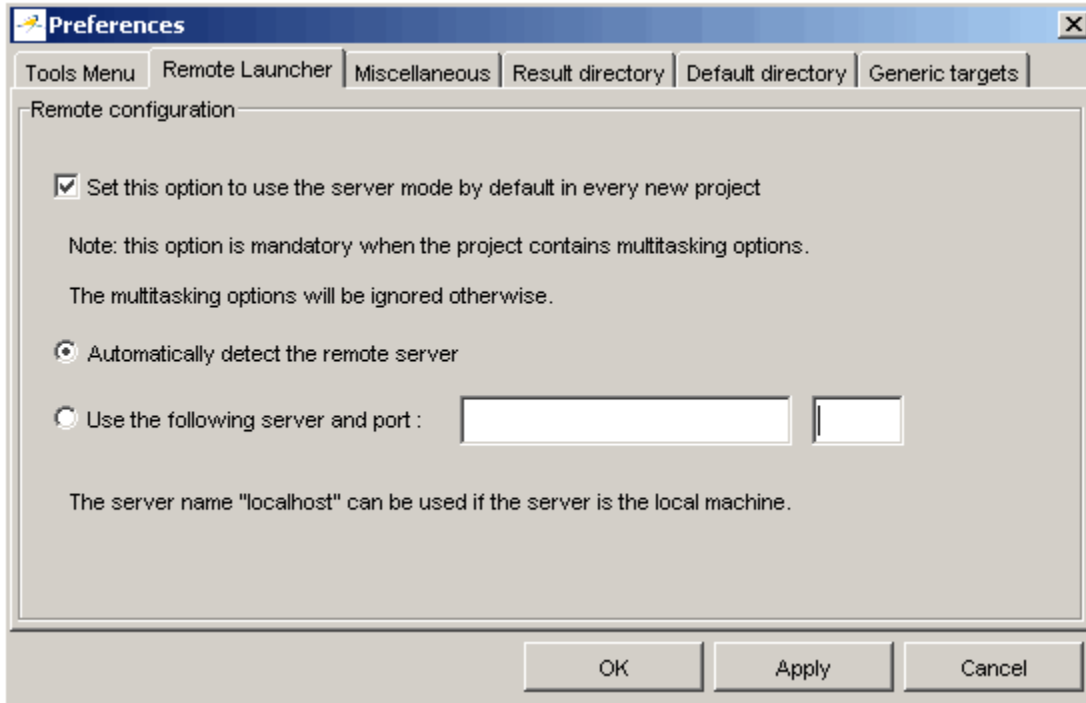 Preferences
Tools Menu Remote Launcher Miscellaneous Result directory Default directory Generic targets
Remote configuration
Set this option to use the server mode by default in every new project
Note: this option is mandatory when the project contains multitasking options.
The multitasking options will be ignored otherwise.
Automatically detect the remote server
Use the following server and port :
The server name "localhost" can be used if the server is the local machine.
OK Apply Cancel